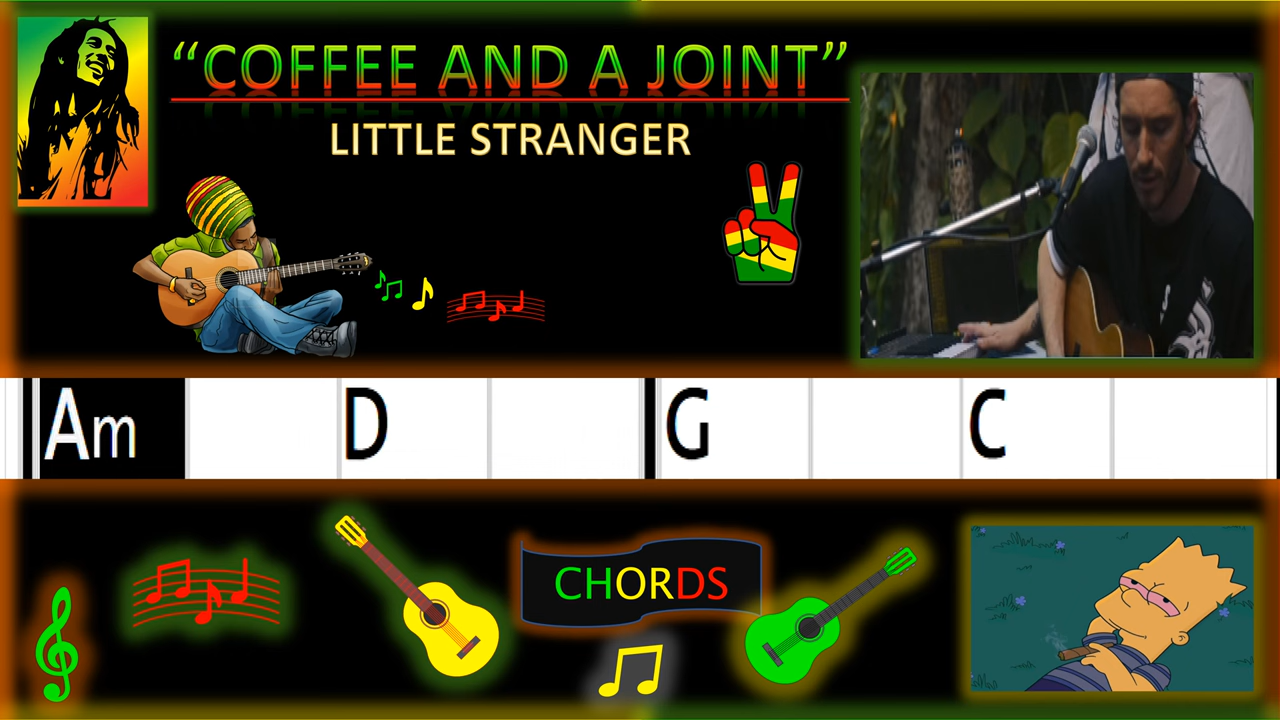 “COFFEE AND A JOINT”
LITTLE STRANGER
Am D G C
CHORDS